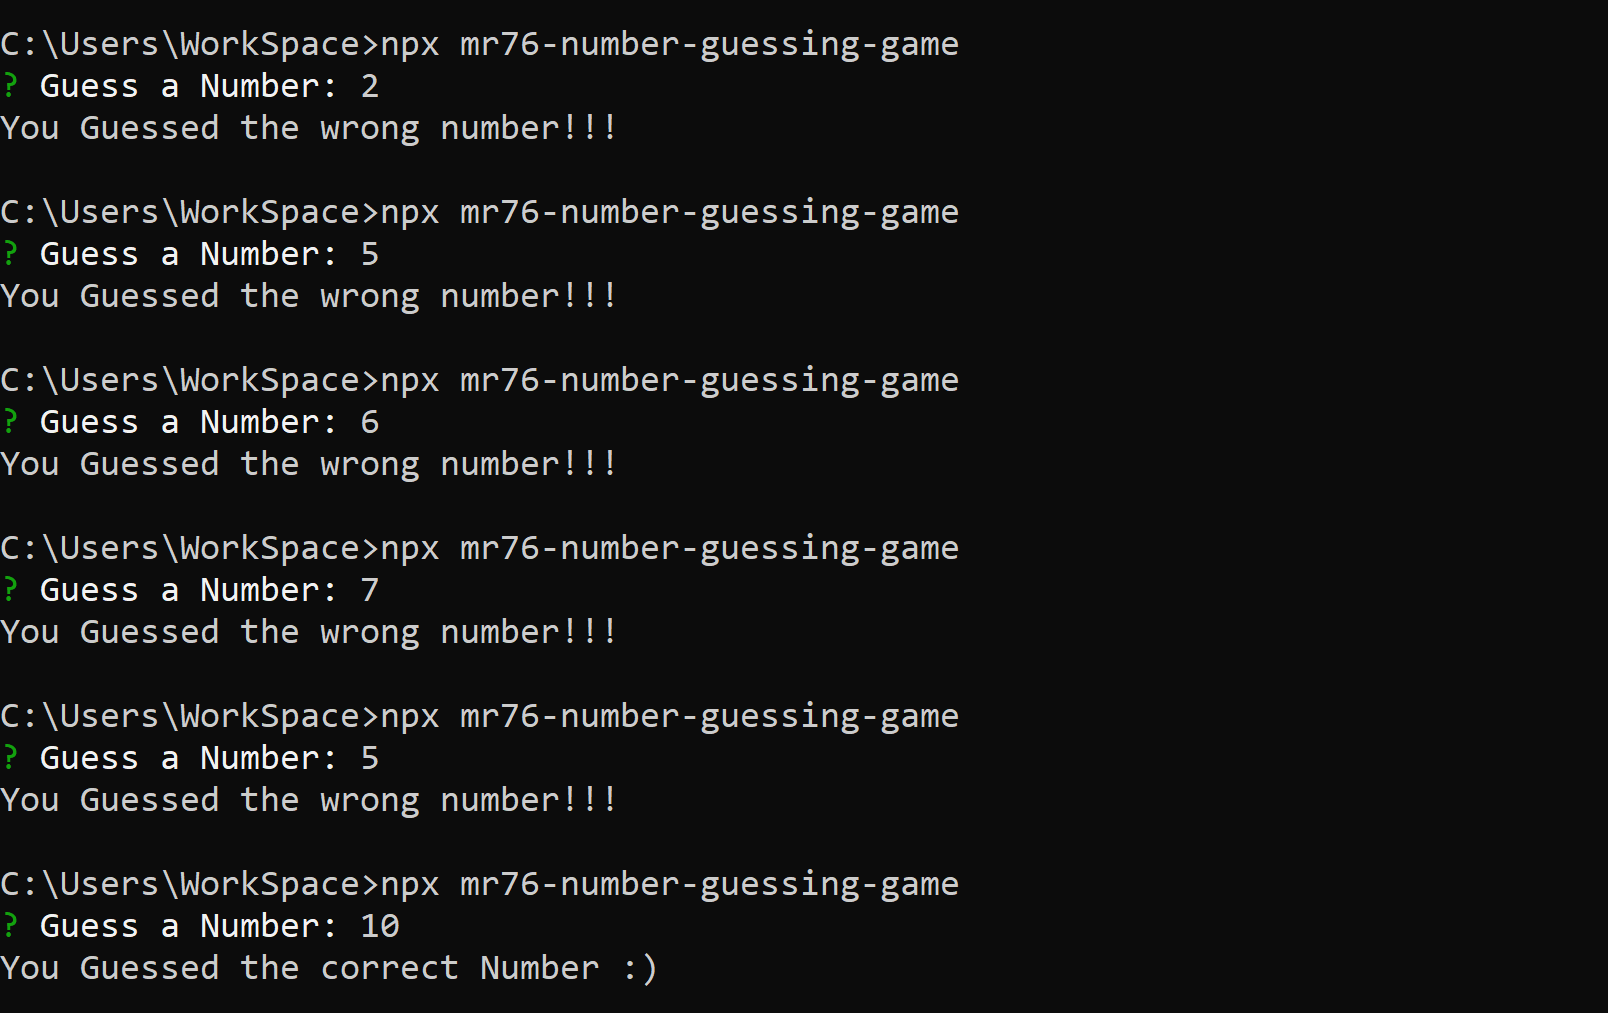 C:\Users\WorkSpace>npx mr76-number-guessing-game
? Guess a Number: 2
You Guessed the wrong number!!!
C:\Users\WorkSpace>npx mr76-number-guessing-game
? Guess a Number: 5
You Guessed the wrong number!!!
C:\Users\WorkSpace>npx mr76-number-guessing-game
? Guess a Number: 6
You Guessed the wrong number!!!
C:\Users\WorkSpace>npx mr76-number-guessing-game
? Guess a Number: 7
You Guessed the wrong number!!!
C:\Users\WorkSpace>npx mr76-number-guessing-game
? Guess a Number: 5
You Guessed the wrong number!!!
C:\Users\WorkSpace>npx mr76-number-guessing-game
? Guess a Number: 10
You Guessed the correct Number :)